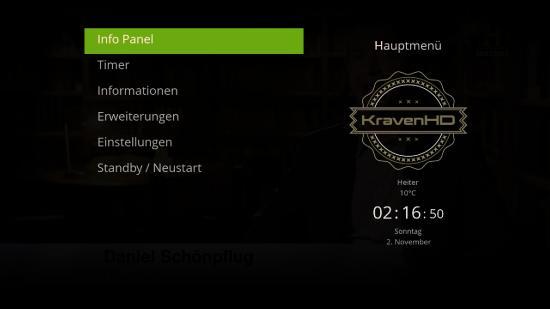 Info Panel
Timer
Informationen
Erweiterungen
Einstellungen
Standby / Neustart
Hauptmenü
KravenHD
Heiter
10°C
02:16:50
Sonntag
2. November
Daniel Schönpflug